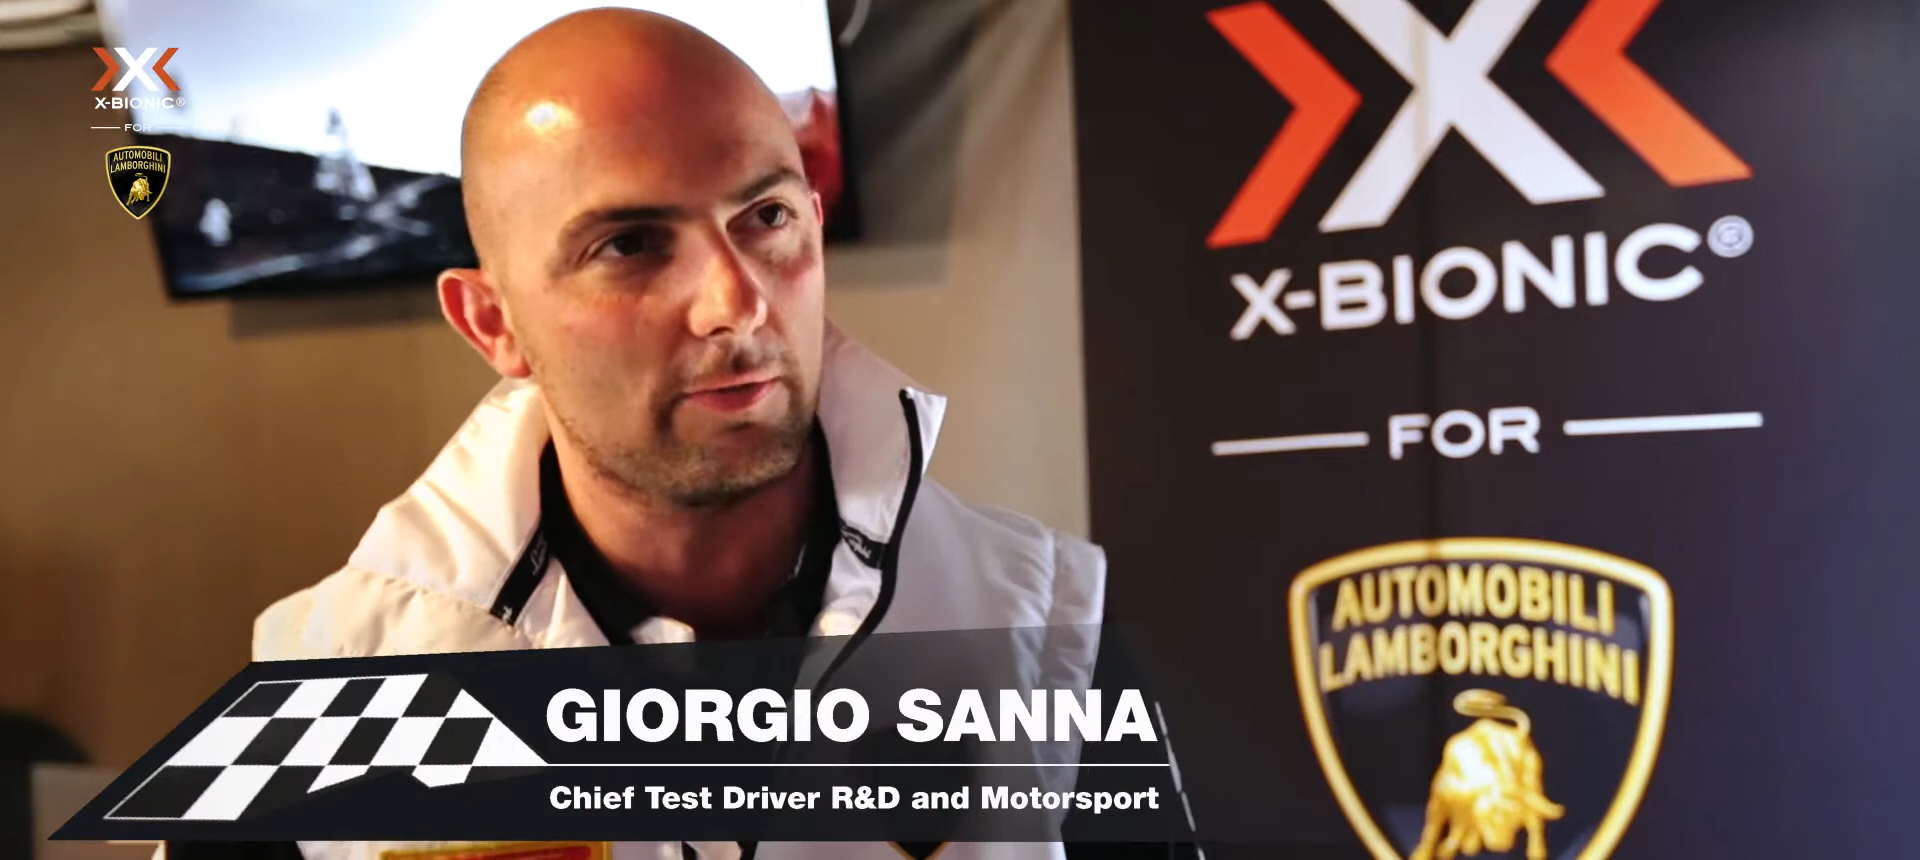 X-BIONIC®
FOR
AUTOMOBILI
LAMBORGHINI
X-BIONIC®
FOR
AUTOMOBILI
LAMBORGHINI
GIORGIO SANNA
Chief Test Driver R&D and Motorsport